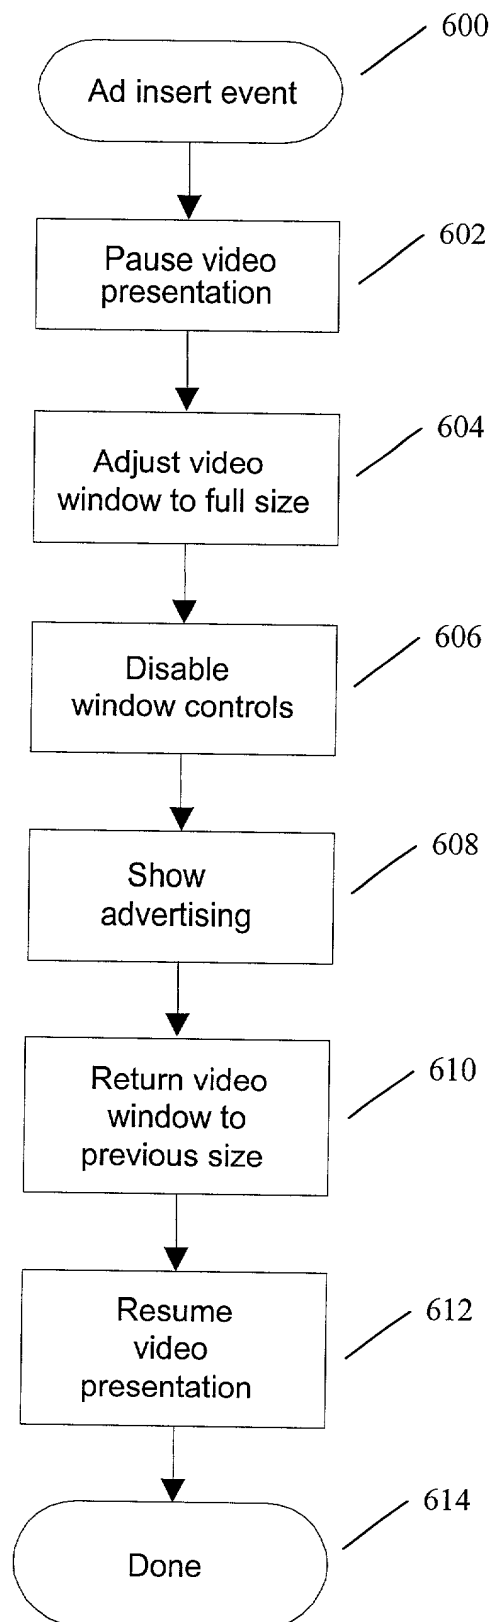 600
Ad insert event
602
Pause video
presentation
604
Adjust video
window to full size
606
Disable
window controls
608
Show
advertising
610
Return video
window to
previous size
612
Resume
video
presentation
614
Done